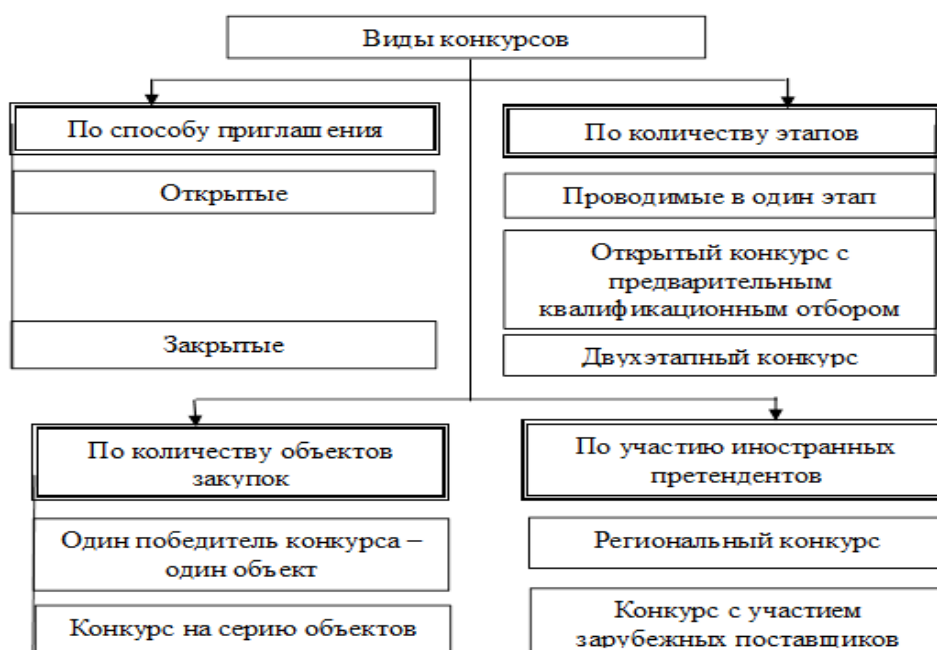 Виды конкурсов
По способу приглашения
Открытые
Закрытые
По количеству этапов
Проводимые в один этап
Открытый конкурс с
предварительным
квалификационным отбором
Двухэтапный конкурс
По количеству объектов
закупок
Один победитель конкурса –
один объект
Конкурс на серию объектов
По участию иностранных
претендентов
Региональный конкурс
Конкурс с участием
зарубежных поставщиков